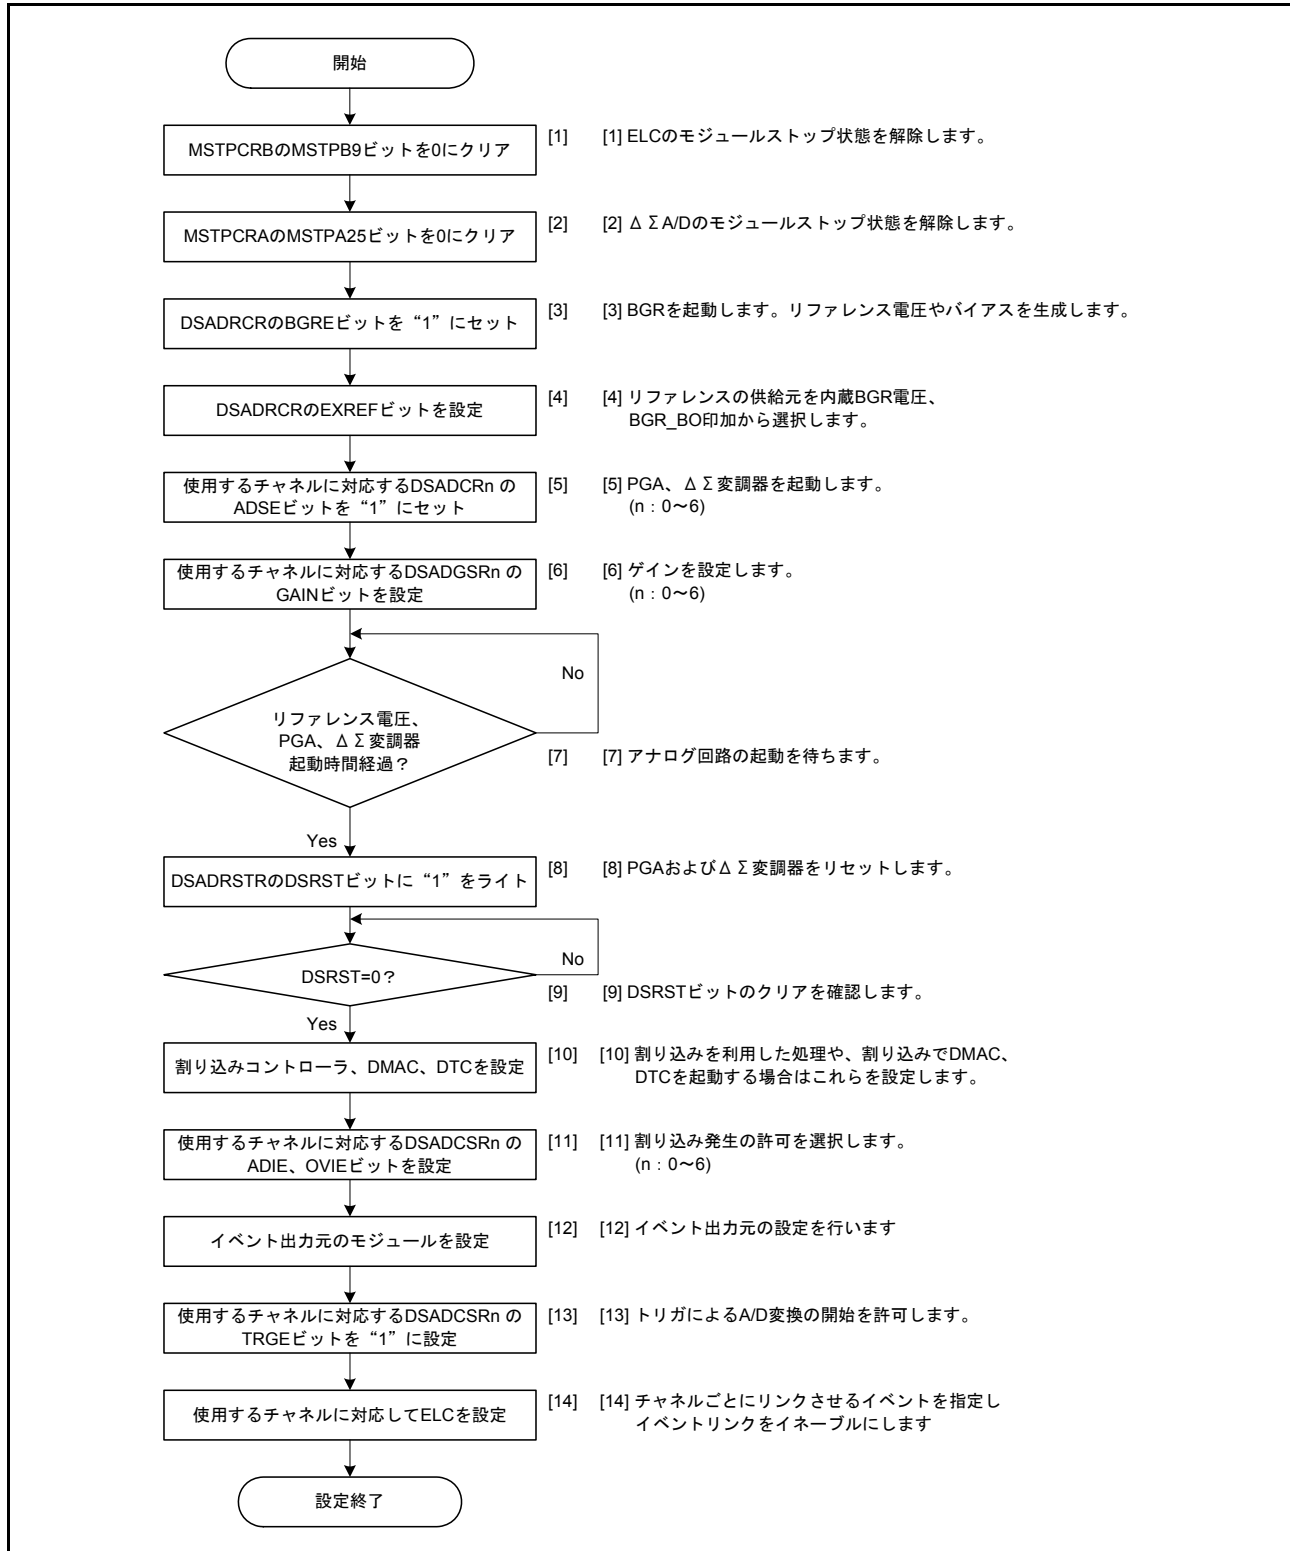 開始
MSTPCRBのMSTPB9ビットを0にクリア
[1]
[1] ELCのモジュールストップ状態を解除します。
MSTPCRAのMSTPA25ビットを0にクリア
[2]
[2] ΔΣA/Dのモジュールストップ状態を解除します。
DSADRCRのBGREビットを“1”にセット
[3]
[3] BGRを起動します。リファレンス電圧やバイアスを生成します。
DSADRCRのEXREFビットを設定
[4]
[4] リファレンスの供給元を内蔵BGR電圧、
BGR_BO印加から選択します。
使用するチャネルに対応するDSADCRn の
ADSEビットを“1”にセット
[5]
[5] PGA、ΔΣ変調器を起動します。
(n：0～6)
使用するチャネルに対応するDSADGSRn の
GAINビットを設定
[6]
[6] ゲインを設定します。
(n：0～6)
No
リファレンス電圧、
PGA、ΔΣ変調器
起動時間経過？
[7]
[7] アナログ回路の起動を待ちます。
Yes
DSADRSTRのDSRSTビットに“1”をライト
[8]
[8] PGAおよびΔΣ変調器をリセットします。
No
DSRST=0？
[9]
[9] DSRSTビットのクリアを確認します。
Yes
割り込みコントローラ、DMAC、DTCを設定
[10]
[10] 割り込みを利用した処理や、割り込みでDMAC、
DTCを起動する場合はこれらを設定します。
使用するチャネルに対応するDSADCSRn の
ADIE、OVIEビットを設定
[11]
[11] 割り込み発生の許可を選択します。
(n：0～6)
イベント出力元のモジュールを設定
[12]
[12] イベント出力元の設定を行います
使用するチャネルに対応するDSADCSRn の
TRGEビットを“1”に設定
[13]
[13] トリガによるA/D変換の開始を許可します。
使用するチャネルに対応してELCを設定
[14]
[14] チャネルごとにリンクさせるイベントを指定し
イベントリンクをイネーブルにします
設定終了